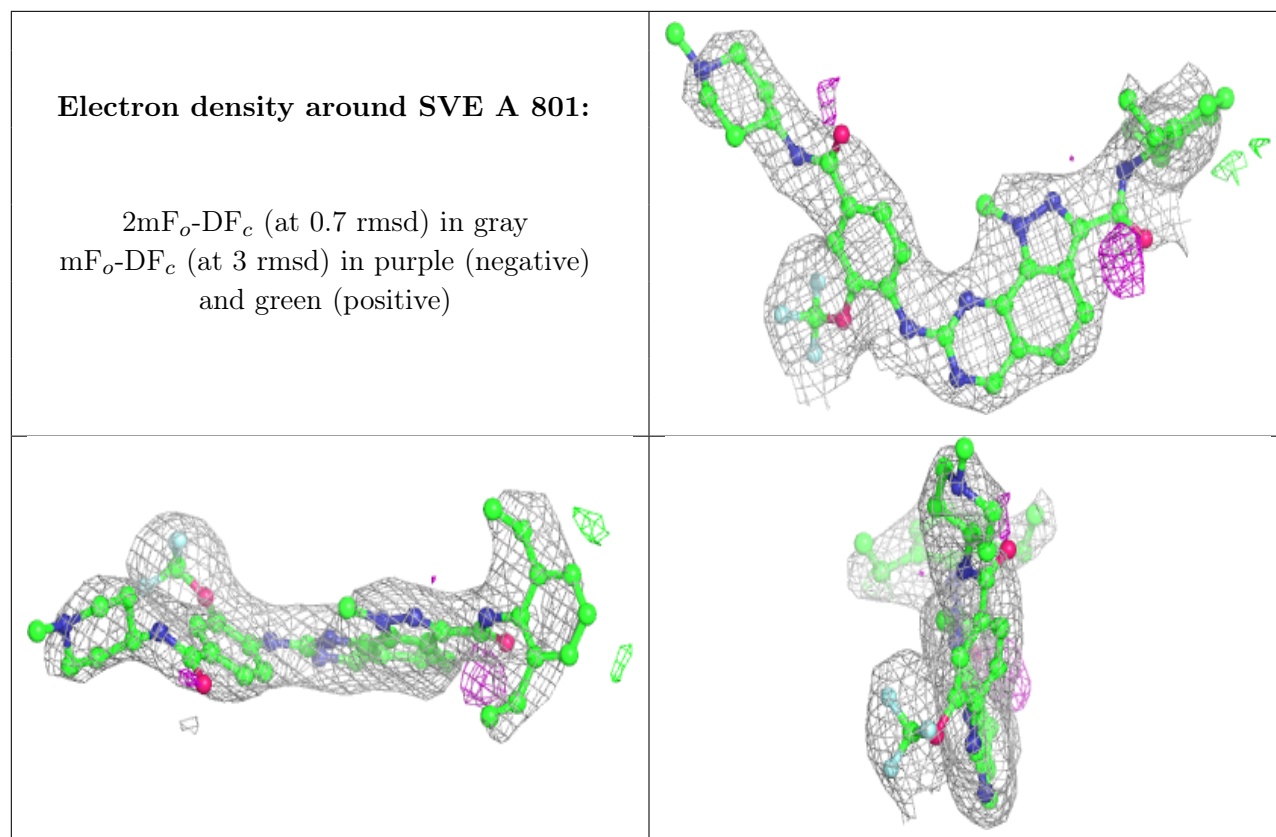 Electron density around SVE A 801:
2mFₒ-DF𝒸 (at 0.7 rmsd) in gray
mFₒ-DF𝒸 (at 3 rmsd) in purple (negative)
and green (positive)